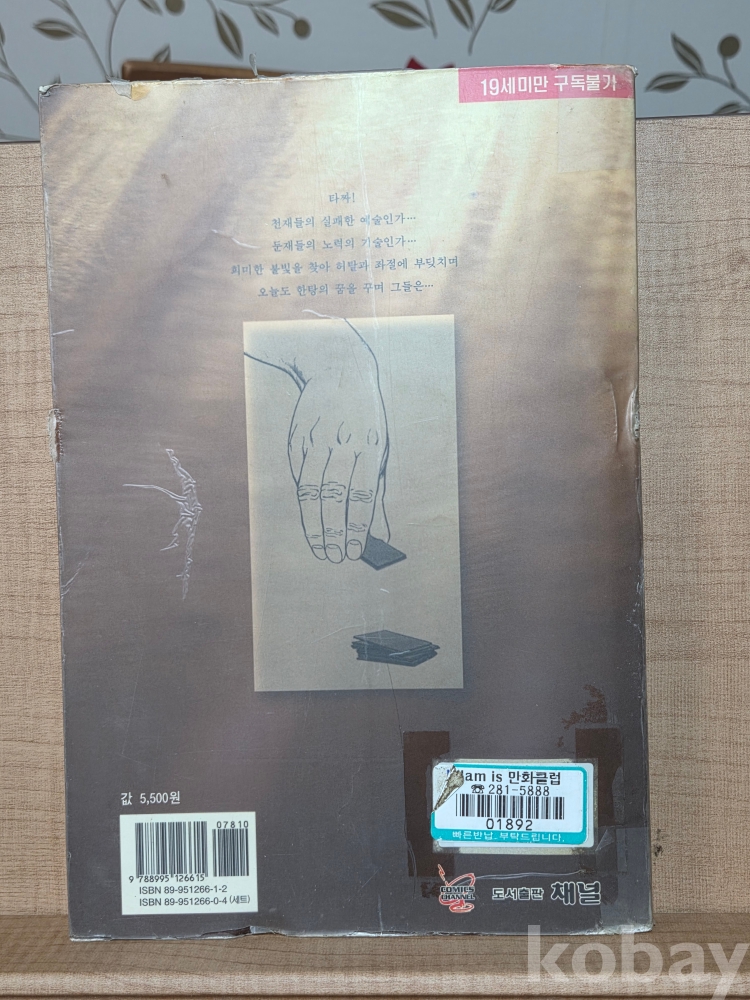 19세미만 구독불가
타짜!
천재들의 실패한 예술인가…
둔재들의 노력의 기술인가…
희미한 불빛을 찾아 허탈과 좌절에 부딪치며
오늘도 한탕의 꿈을 꾸며 그들은…
값 5,500원
07810
9 788995 126615
ISBN 89-951266-1-2
ISBN 89-951266-0-4 (세트)
am is 만화클럽
☎ 281-5888
01892
빠른반납 부탁드립니다.
COMICS CHANNEL
도서출판 채널
kobay